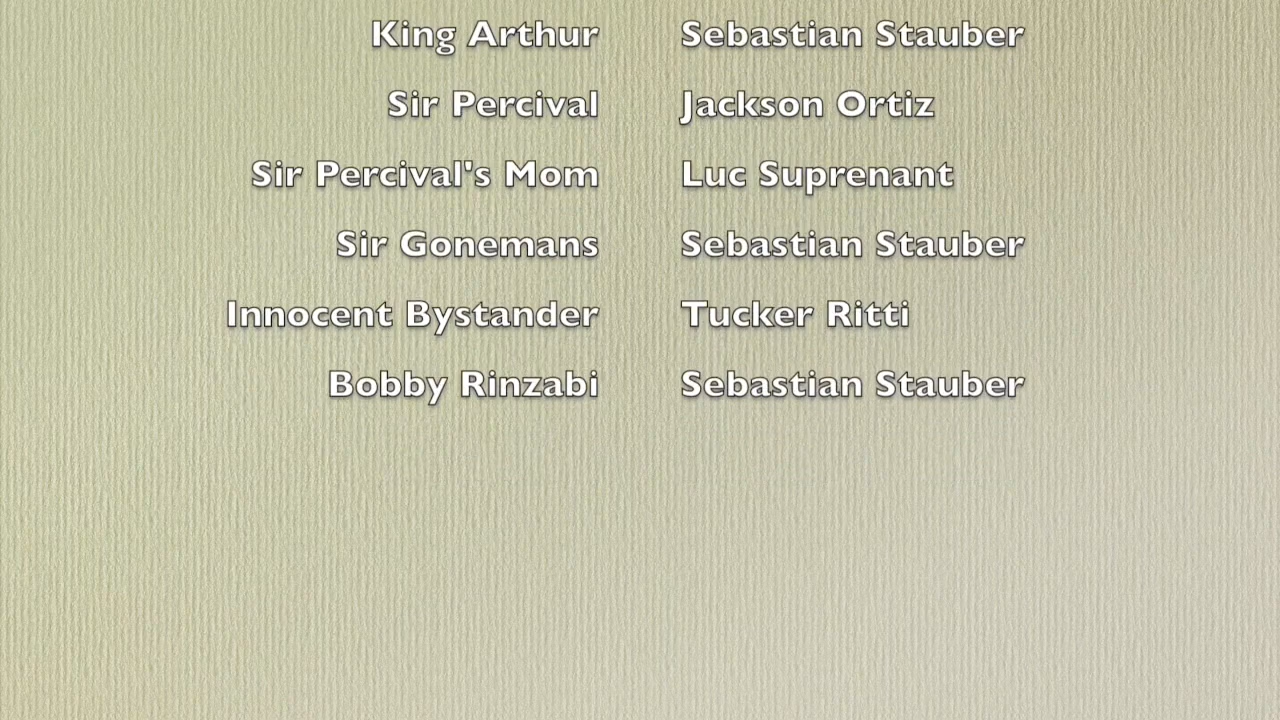 King Arthur Sebastian Stauber
Sir Percival Jackson Ortiz
Sir Percival's Mom Luc Suprenant
Sir Gonemans Sebastian Stauber
Innocent Bystander Tucker Ritti
Bobby Rinzabi Sebastian Stauber